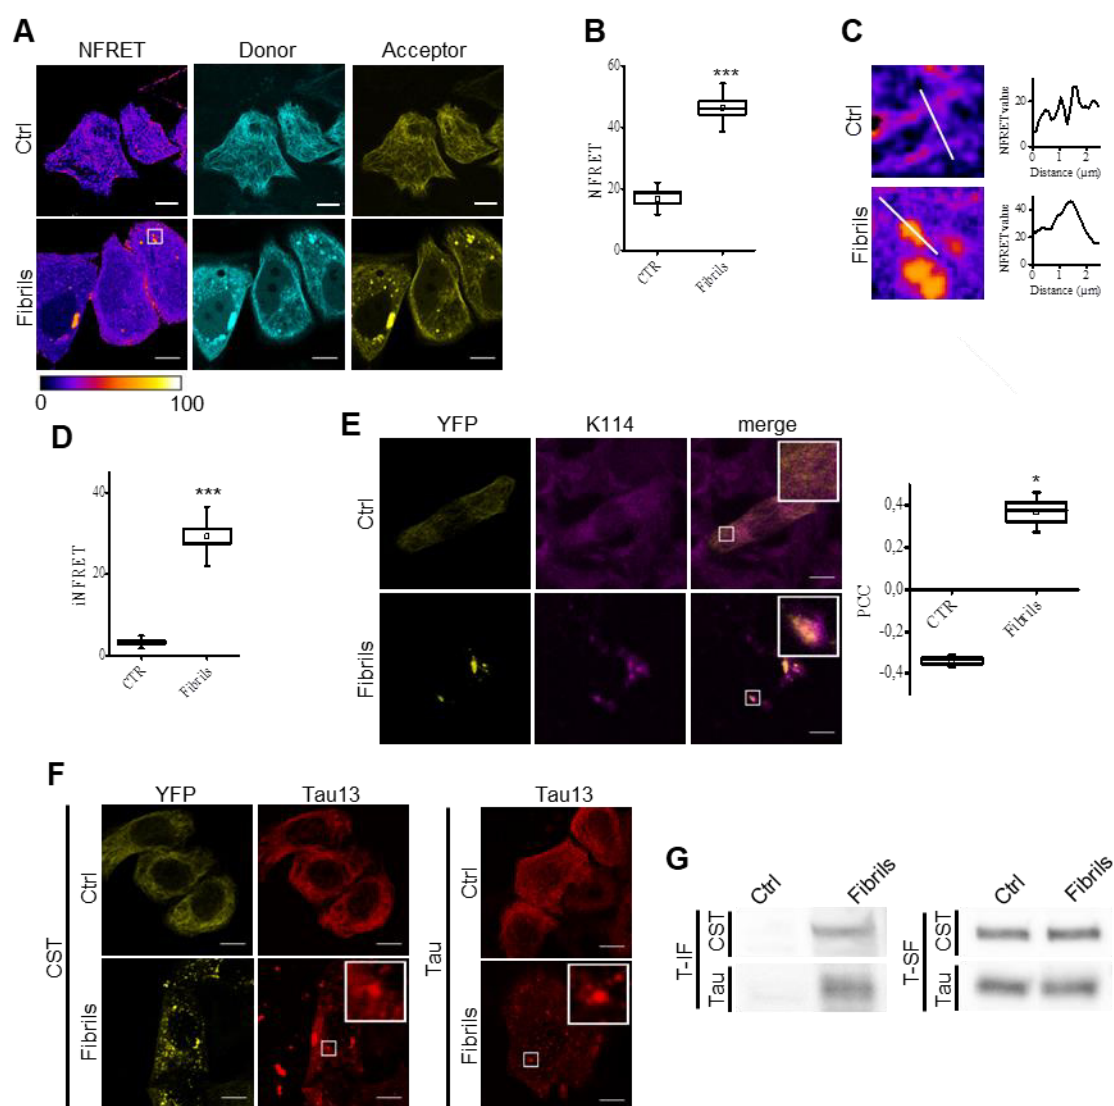 A
NFRET
Donor
Acceptor
Ctrl
Fibrils
0
100
B
60
40
20
0
NFRET
***
CTR
Fibrils
C
Ctrl
Fibrils
NFRET value
20
0
0
1
2
Distance (µm)
NFRET value
40
20
0
0
1
2
Distance (µm)
D
40
20
0
iNFRET
***
CTR
Fibrils
E
YFP
K114
merge
Ctrl
Fibrils
0,4
0,2
0,0
-0,2
-0,4
PCC
*
CTR
Fibrils
F
YFP
Tau13
Tau13
CST
Ctrl
Fibrils
Tau
Ctrl
Fibrils
G
Ctrl
Fibrils
T-IF
CST
Tau
Ctrl
Fibrils
T-SF
CST
Tau